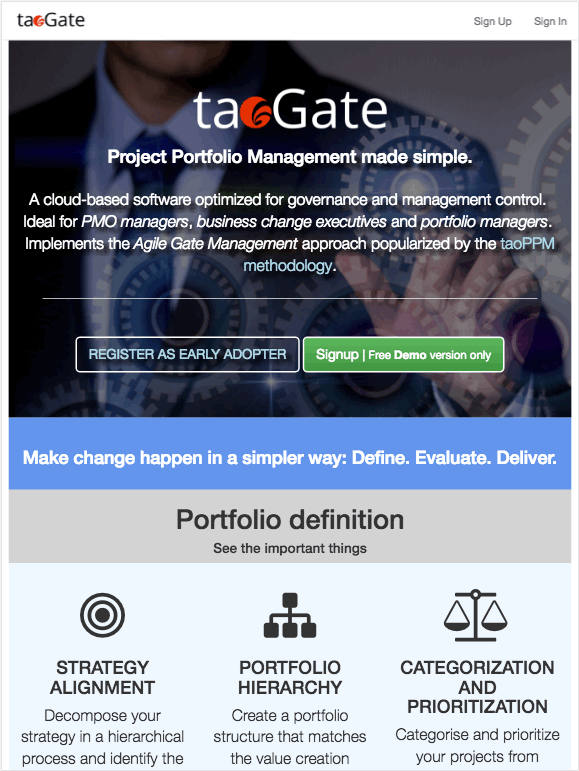 taoGate
Sign Up
Sign In
taoGate
Project Portfolio Management made simple.
A cloud-based software optimized for governance and management control.
Ideal for PMO managers, business change executives and portfolio managers.
Implements the Agile Gate Management approach popularized by the taoPPM
methodology.
REGISTER AS EARLY ADOPTER
Signup | Free Demo version only
Make change happen in a simpler way: Define. Evaluate. Deliver.
Portfolio definition
See the important things
STRATEGY
ALIGNMENT
Decompose your
strategy in a hierarchical
process and identify the
PORTFOLIO
HIERARCHY
Create a portfolio
structure that matches
the value creation
CATEGORIZATION
AND
PRIORITIZATION
Categorise and prioritize
your projects from